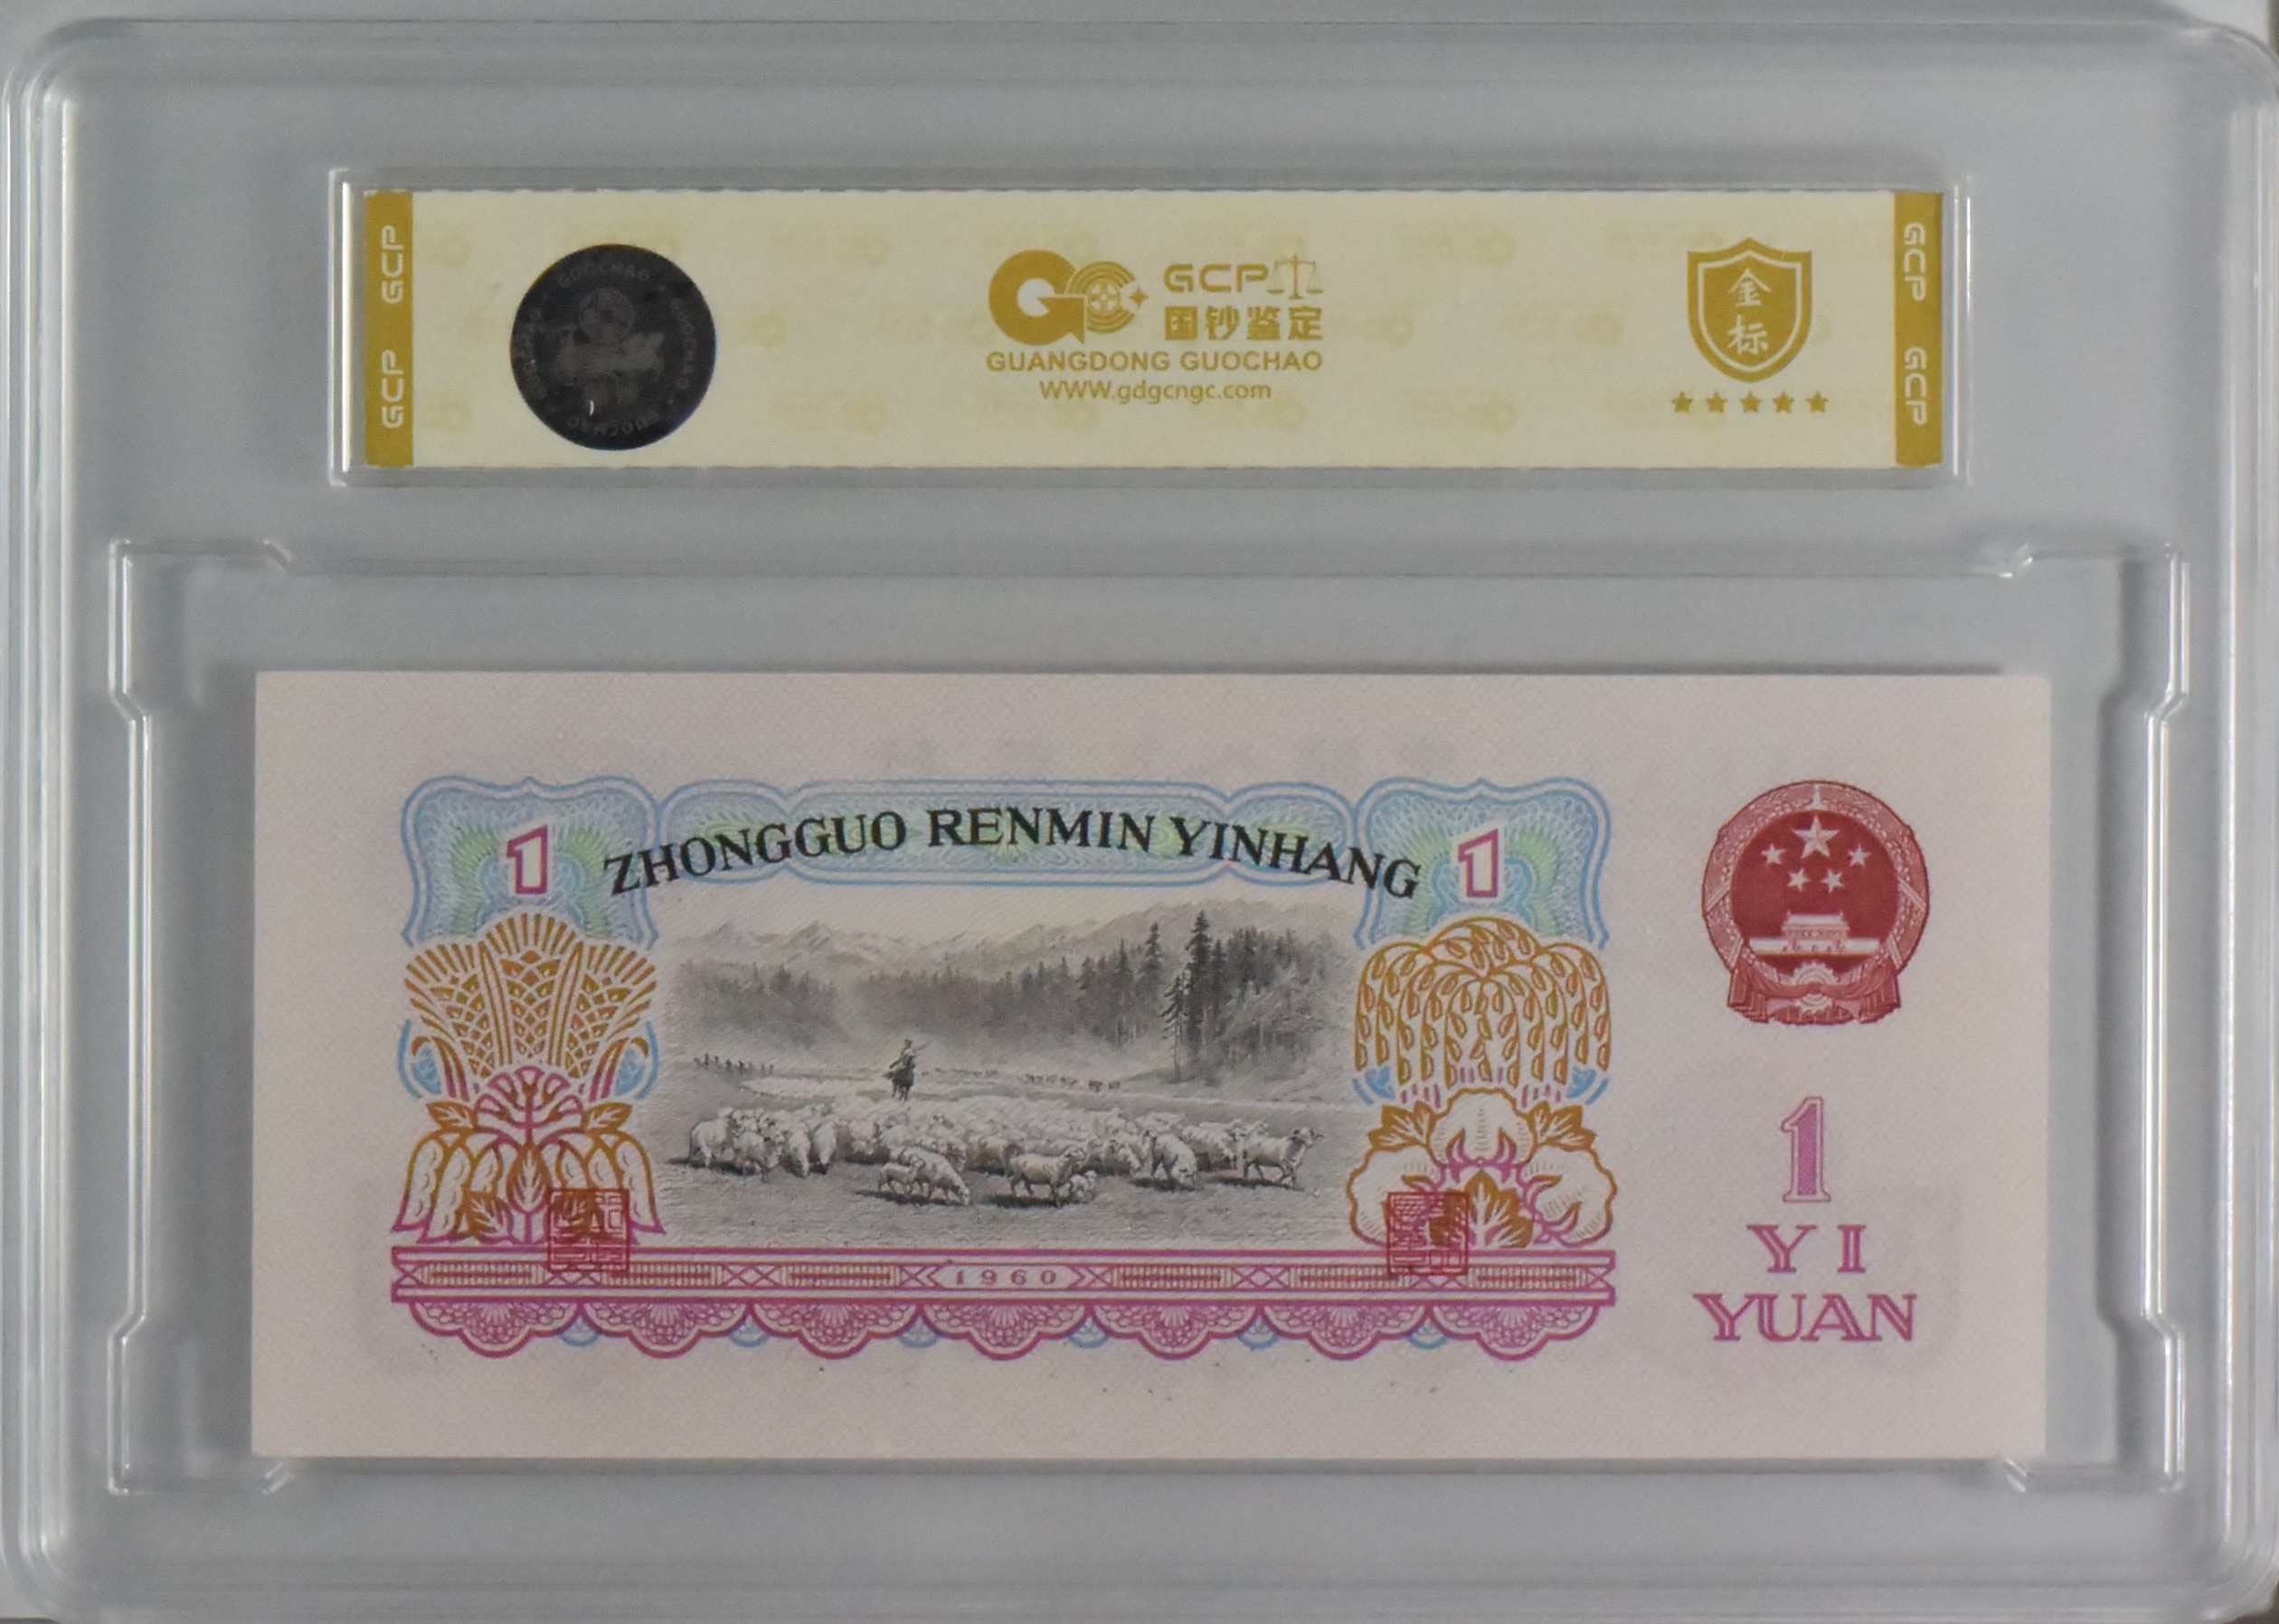 GCP GCP
GCP
国钞鉴定
GUANGDONG GUOCHAO
WWW.gdgcngc.com
金
标
GCP GCP
GUOCHAO
1
ZHONGGUO RENMIN YINHANG
1
1
YI
YUAN
1960